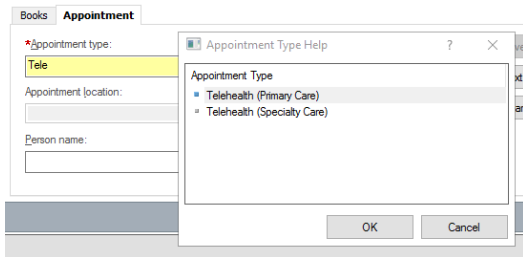 Books Appointment
*Appointment type:
Tele
Appointment location:
Person name:
Appointment Type Help ?
Appointment Type
Telehealth (Primary Care)
Telehealth (Specialty Care)
OK Cancel